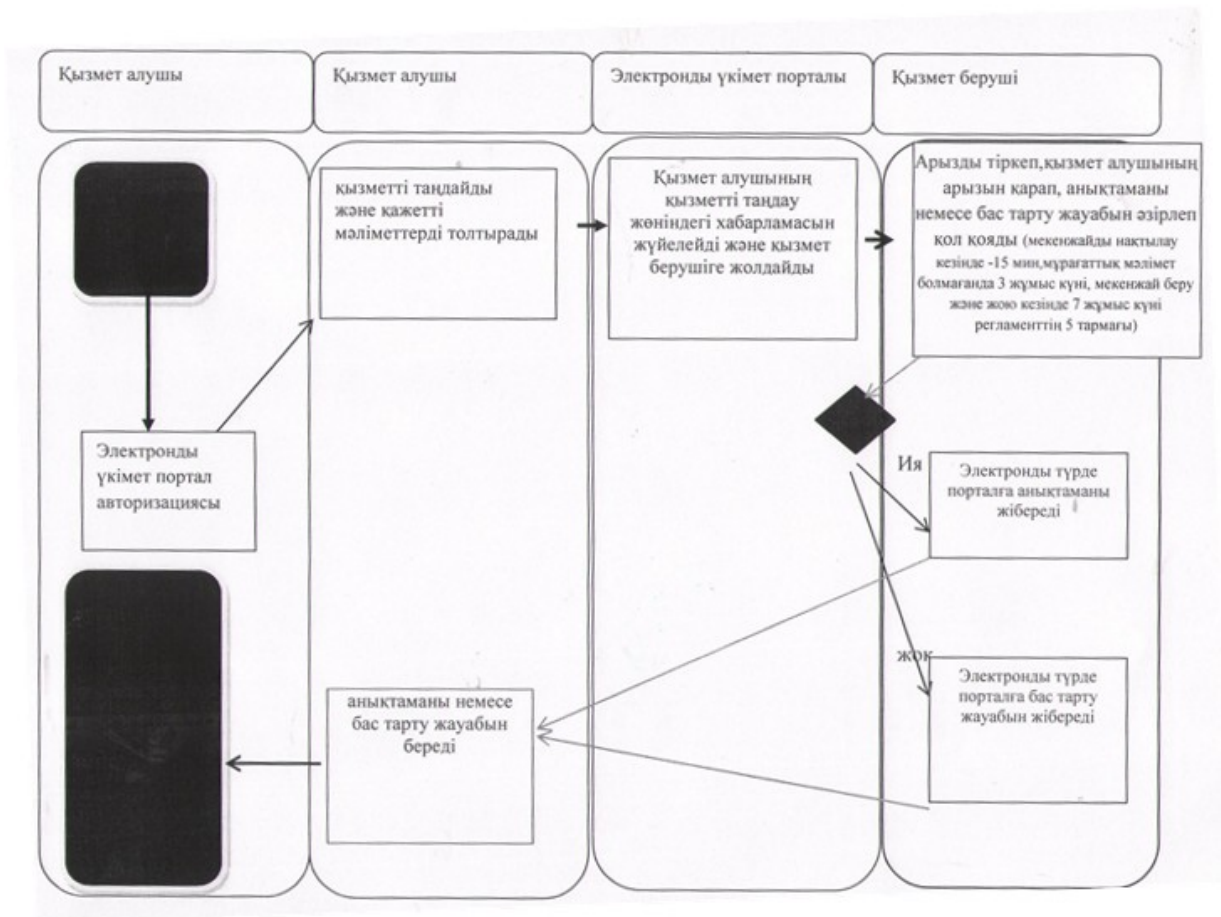 Қызмет алушы
Қызмет алушы
Электронды үкімет порталы
Қызмет беруші
қызметті таңдайды
және қажетті
мәліметтерді толтырады
Қызмет алушының
қызметті таңдау
жөніндегі хабарламасын
жүйелейді және қызмет
берушіге жолдайды
Арызды тіркеп,қызмет алушының
арызын қарап, анықтаманы
немесе бас тарту жауабын әзірлеп
қол қояды (мекенжайды нақтылау
кезінде -15 мин,мұрағаттық мәлімет
болмағанда 3 жұмыс күні, мекенжай беру
және жою кезінде 7 жұмыс күні
регламенттің 5 тармағы)
Электронды
үкімет портал
авторизациясы
Ия
Электронды түрде
порталға анықтаманы
жібереді
жоқ
Электронды түрде
порталға бас тарту
жауабын жібереді
анықтаманы немесе
бас тарту жауабын
береді